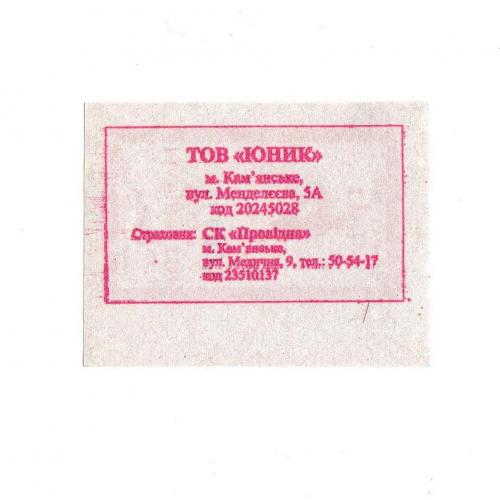 ТОВ «ЮНИК»
м. Кам'янське,
вул. Менделєєва, 5А
код 20245028
Страховик: СК «Провідна»
м. Кам'янське,
вул. Медична, 9, тел.: 50-54-17
код 23510137